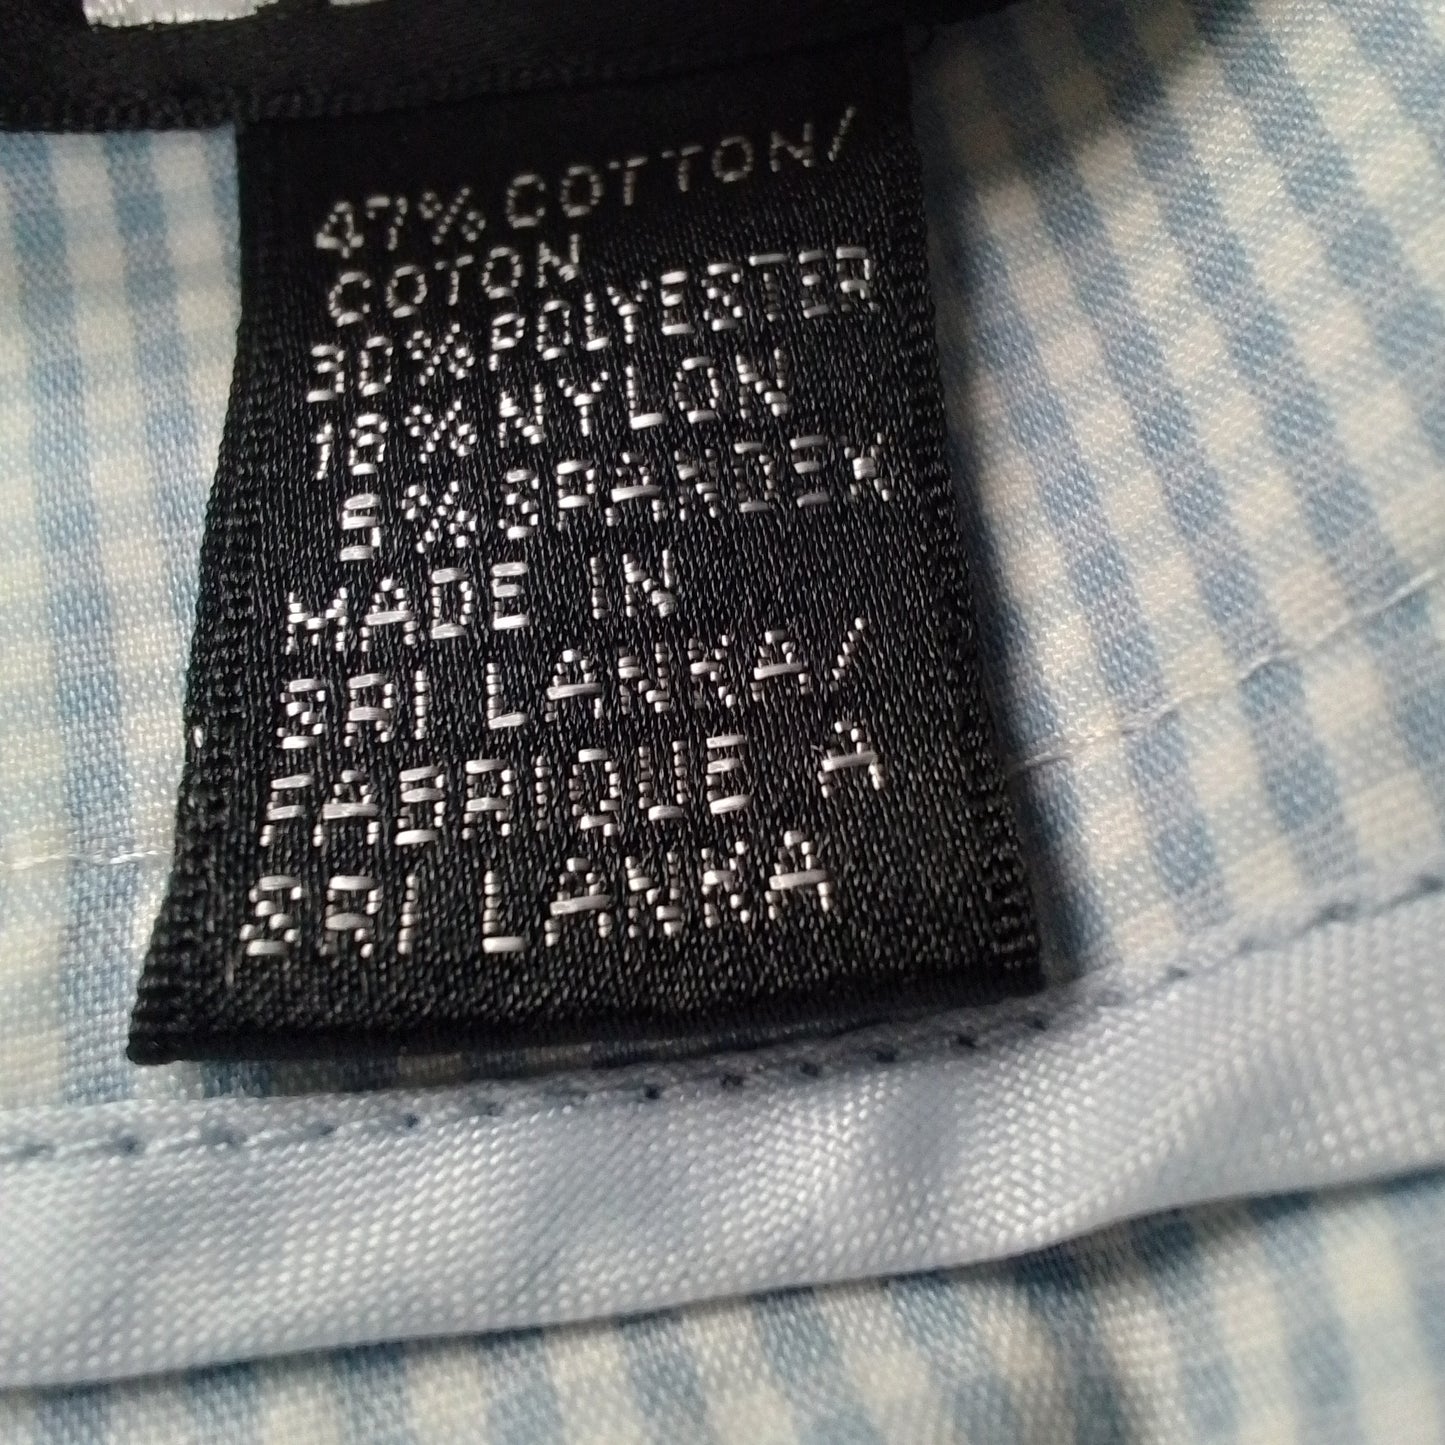 47% COTTON/
COTON
30% POLYESTER
18% NYLON
5% SPANDEX
MADE IN
SRI LANKA/
FABRIQUE A
SRI LANKA